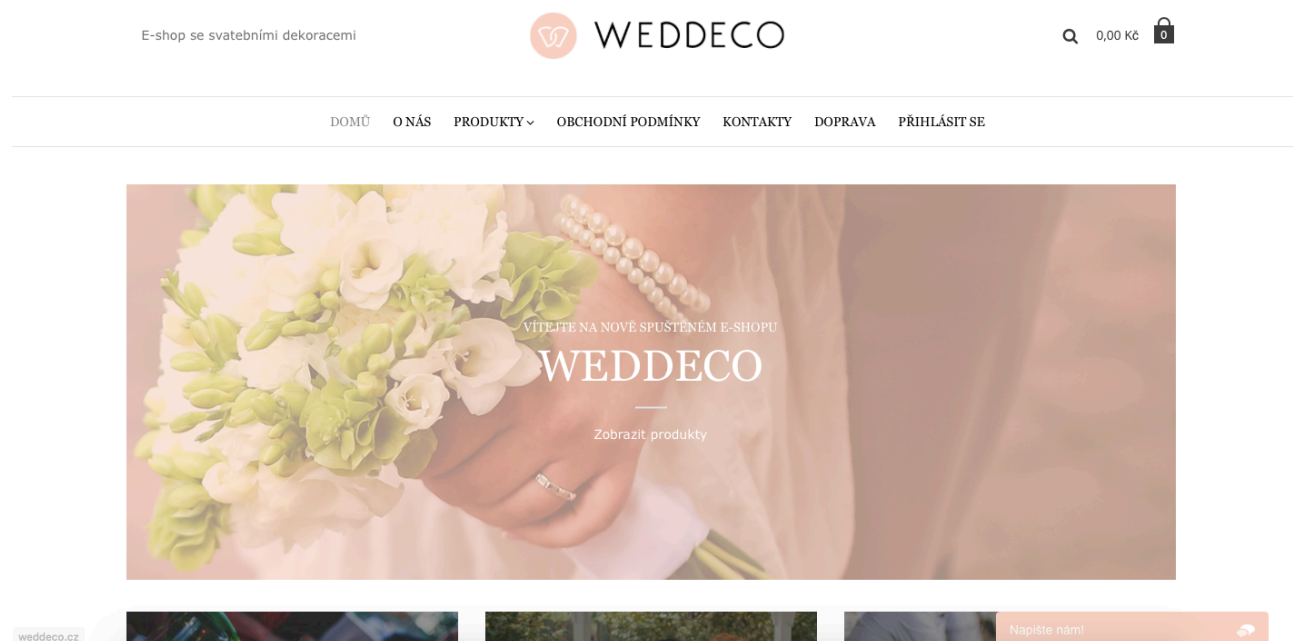 E-shop se svatebními dekoracemi
WEDDECO
0,00 Kč
0
DOMŮ O NÁS PRODUKTY OBCHODNÍ PODMÍNKY KONTAKTY DOPRAVA PŘIHLÁSIT SE
VÍTEJTE NA NOVĚ SPUŠTĚNÉM E-SHOPU
WEDDECO
Zobrazit produkty
weddeco.cz
Napište nám!